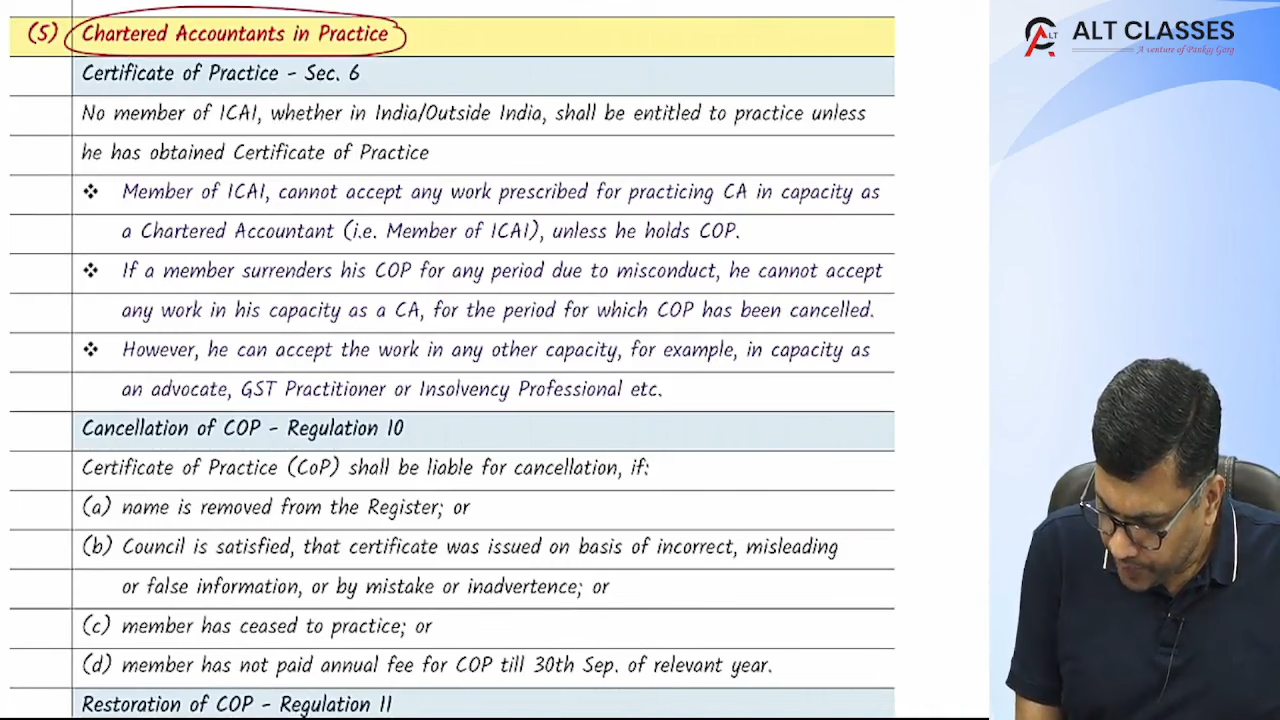 (5) Chartered Accountants in Practice
Certificate of Practice - Sec. 6
No member of ICAI, whether in India/Outside India, shall be entitled to practice unless
he has obtained Certificate of Practice
❖ Member of ICAI, cannot accept any work prescribed for practicing CA in capacity as
a Chartered Accountant (i.e. Member of ICAI), unless he holds COP.
❖ If a member surrenders his COP for any period due to misconduct, he cannot accept
any work in his capacity as a CA, for the period for which COP has been cancelled.
❖ However, he can accept the work in any other capacity, for example, in capacity as
an advocate, GST Practitioner or Insolvency Professional etc.
Cancellation of COP - Regulation 10
Certificate of Practice (CoP) shall be liable for cancellation, if:
(a) name is removed from the Register; or
(b) Council is satisfied, that certificate was issued on basis of incorrect, misleading
or false information, or by mistake or inadvertence; or
(c) member has ceased to practice; or
(d) member has not paid annual fee for COP till 30th Sep. of relevant year.
Restoration of COP - Regulation 11
ALT
ALT CLASSES
A venture of Pankaj Garg